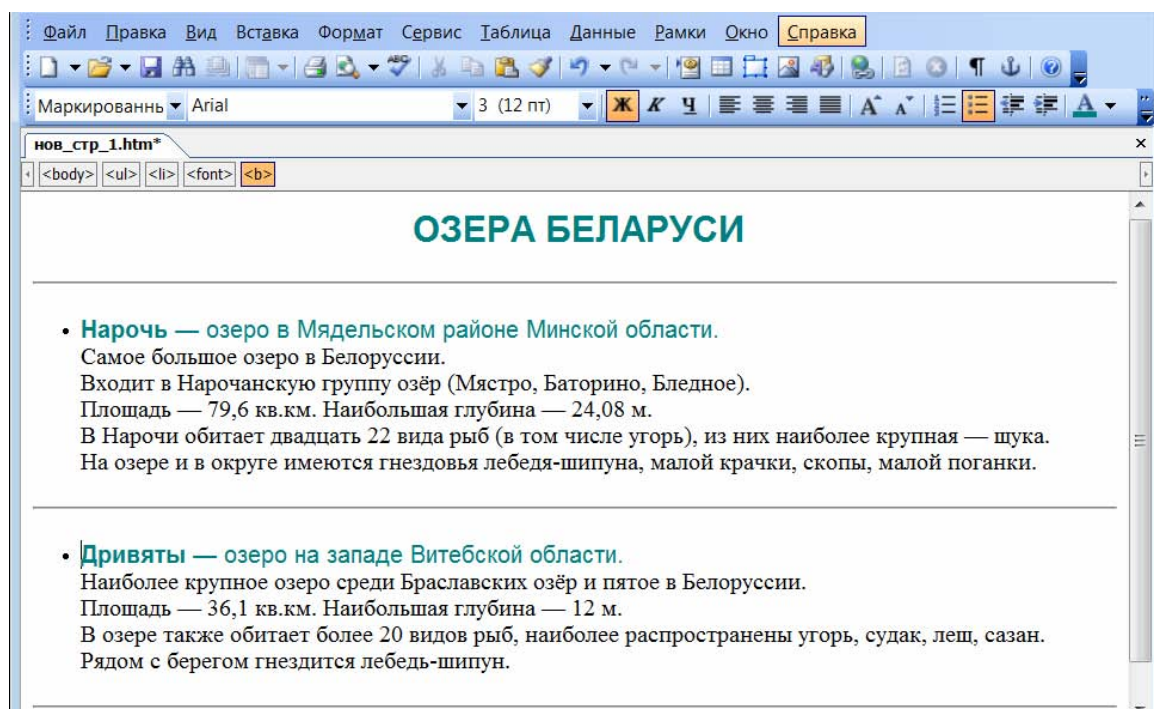 Файл Правка Вид Вставка Формат Сервис Таблица Данные Рамки Окно Справка
Маркированнь Arial 3 (12 пт) Ж К Ч А А А
нов_стр_1.htm*
<body> <ul> <li> <font> <b>
ОЗЕРА БЕЛАРУСИ
• Нарочь — озеро в Мядельском районе Минской области.
Самое большое озеро в Белоруссии.
Входит в Нарочанскую группу озёр (Мястро, Баторино, Бледное).
Площадь — 79,6 кв.км. Наибольшая глубина — 24,08 м.
В Нарочи обитает двадцать 22 вида рыб (в том числе угорь), из них наиболее крупная — щука.
На озере и в округе имеются гнездовья лебедя-шипуна, малой крачки, скопы, малой поганки.
• Дривяты — озеро на западе Витебской области.
Наиболее крупное озеро среди Браславских озёр и пятое в Белоруссии.
Площадь — 36,1 кв.км. Наибольшая глубина — 12 м.
В озере также обитает более 20 видов рыб, наиболее распространены угорь, судак, лещ, сазан.
Рядом с берегом гнездится лебедь-шипун.